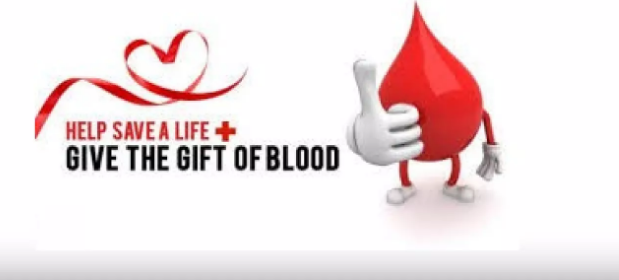 HELP SAVE A LIFE +
GIVE THE GIFT OF BLOOD